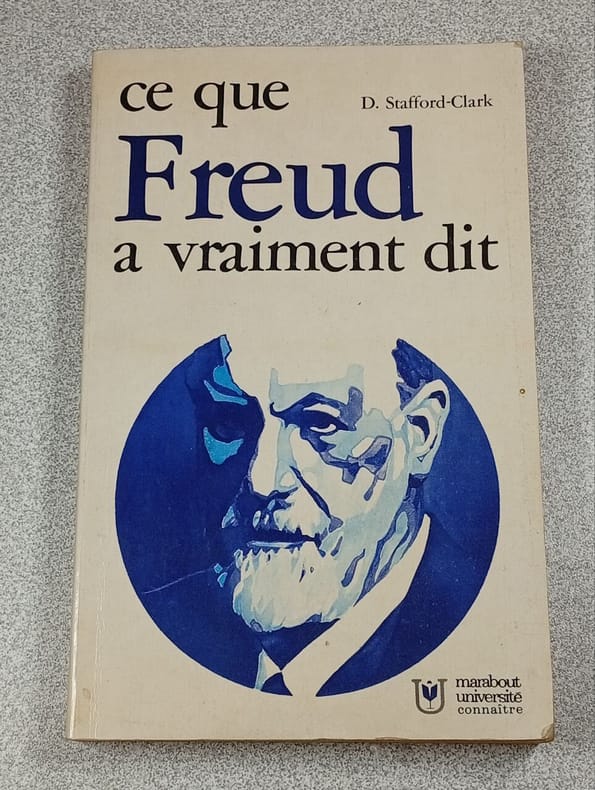 ce que
D. Stafford-Clark
Freud
a vraiment dit
marabout
université
connaître